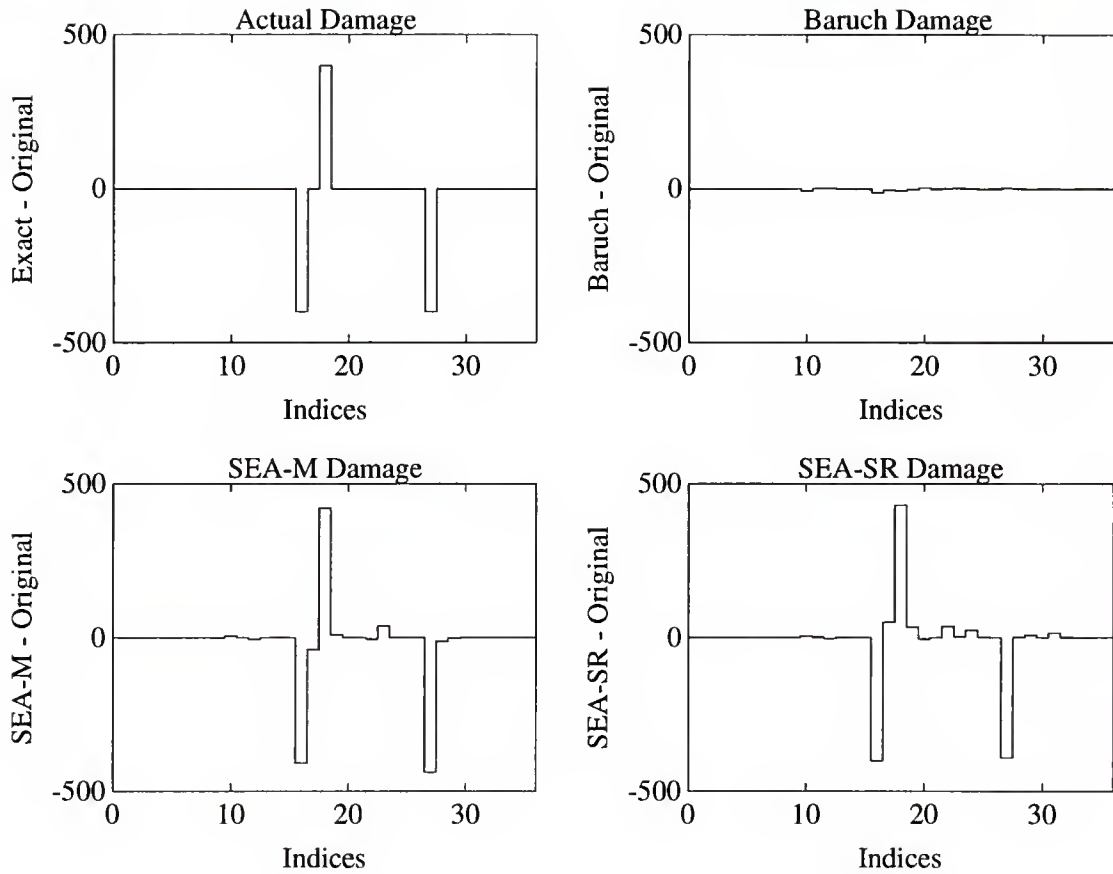 Actual Damage
500
0
-500
0 10 20 30
Exact - Original
Indices
Baruch Damage
500
0
-500
0 10 20 30
Baruch - Original
Indices
SEA-M Damage
500
0
-500
0 10 20 30
SEA-M - Original
Indices
SEA-SR Damage
500
0
-500
0 10 20 30
SEA-SR - Original
Indices